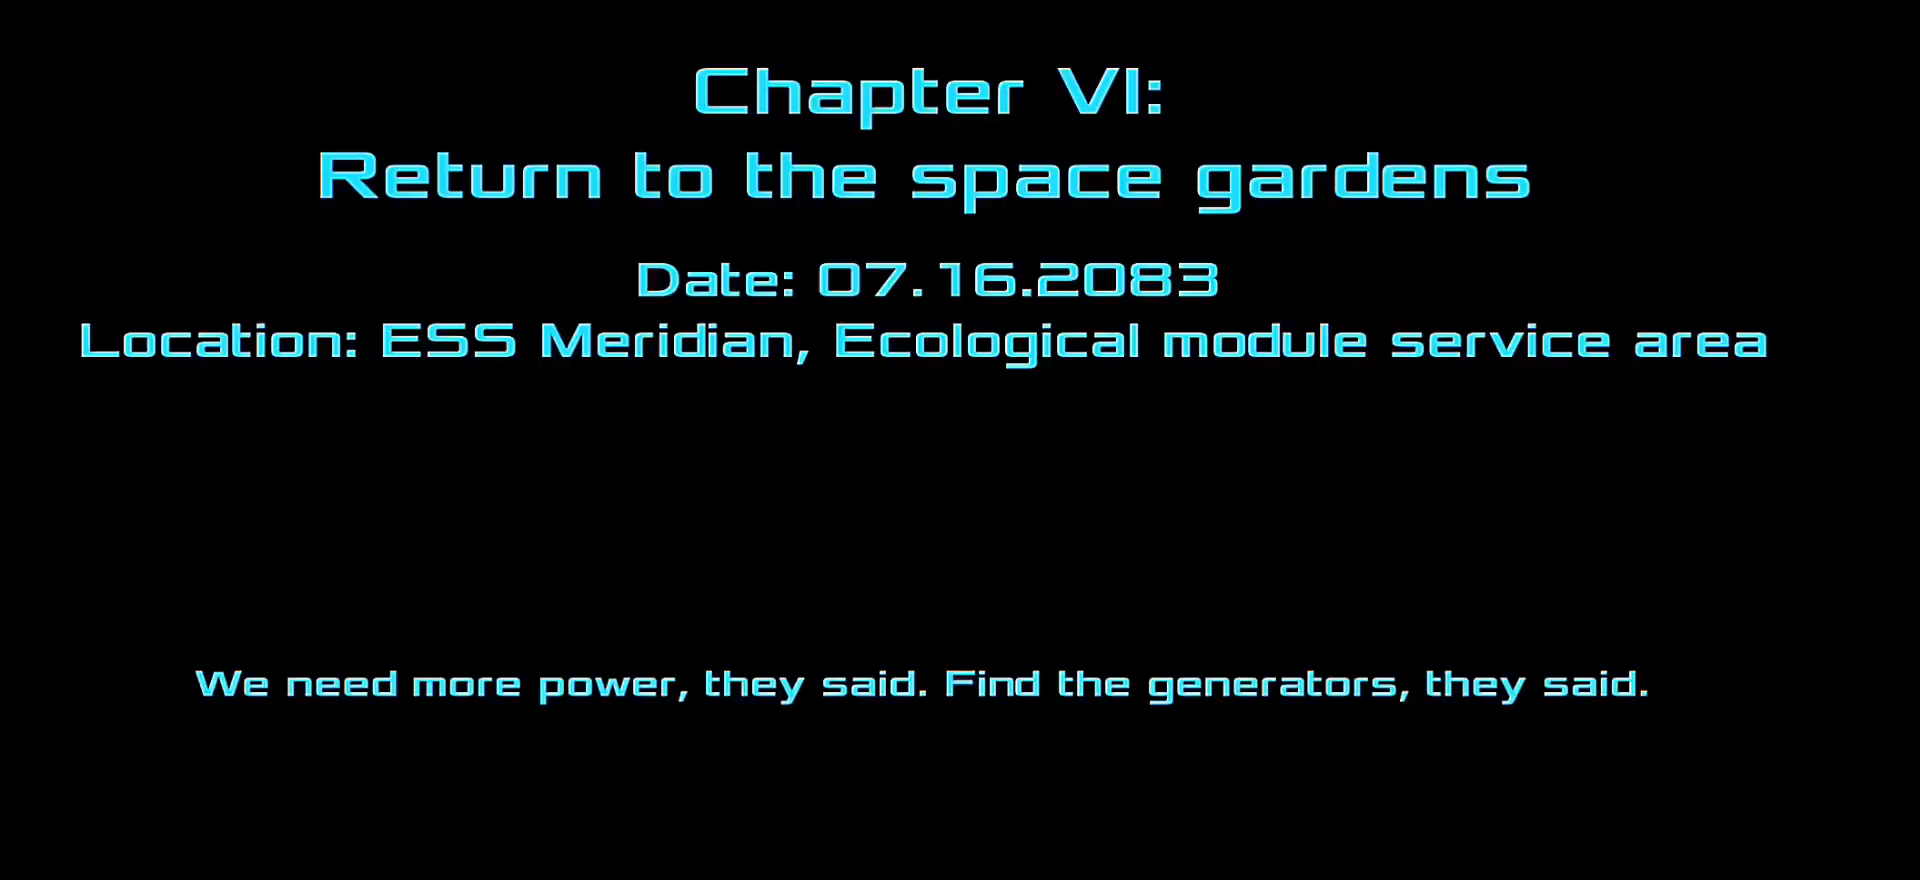 Chapter VI:
Return to the space gardens
Date: 07.16.2083
Location: ESS Meridian, Ecological module service area
We need more power, they said. Find the generators, they said.